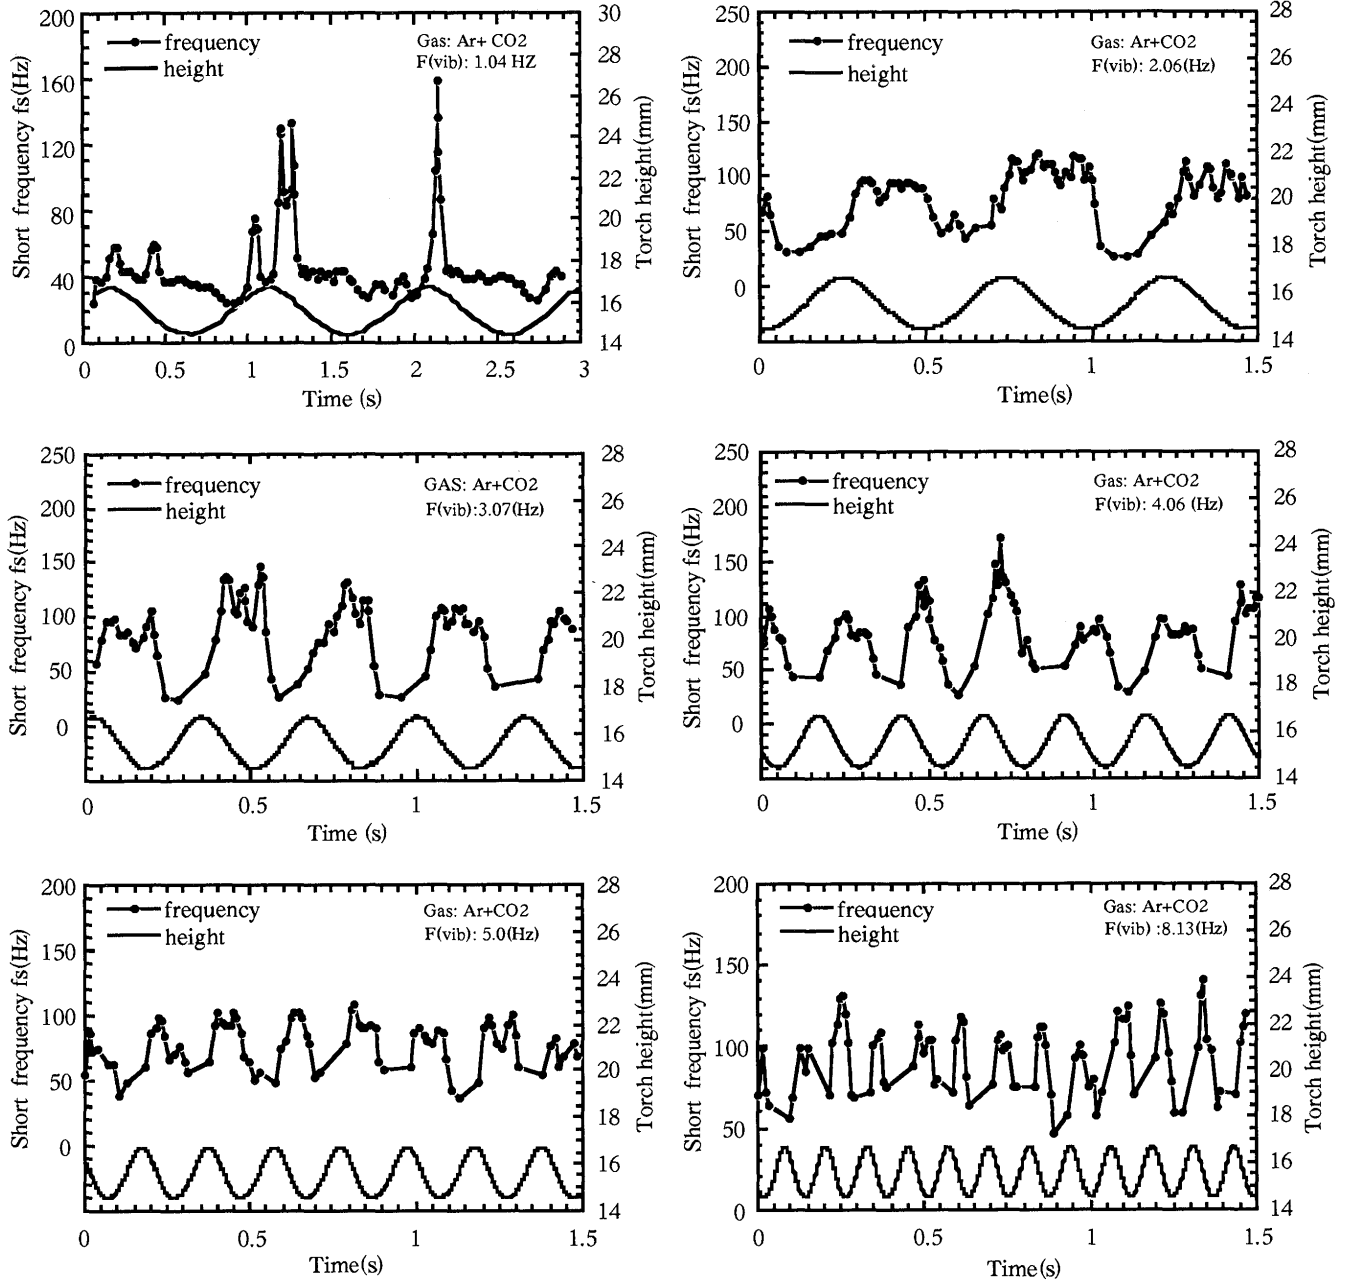 200
160
120
80
40
0
30
28
26
24
22
20
18
16
14
frequency
height
Gas: Ar+ CO2
F(vib): 1.04 HZ
Short frequency fs(Hz)
Torch height(mm)
0 0.5 1 1.5 2 2.5 3
Time (s)
250
200
150
100
50
0
28
26
24
22
20
18
16
14
frequency
height
Gas: Ar+CO2
F(vib): 2.06(Hz)
Short frequency fs(Hz)
Torch height(mm)
0 0.5 1 1.5
Time(s)
250
200
150
100
50
0
28
26
24
22
20
18
16
14
frequency
height
GAS: Ar+CO2
F(vib):3.07(Hz)
Short frequency fs(Hz)
Torch height(mm)
0 0.5 1 1.5
Time (s)
250
200
150
100
50
0
28
26
24
22
20
18
16
14
frequency
height
Gas: Ar+CO2
F(vib): 4.06 (Hz)
Short frequency fs(Hz)
Torch height(mm)
0 0.5 1 1.5
Time (s)
200
150
100
50
0
28
26
24
22
20
18
16
14
frequency
height
Gas: Ar+CO2
F(vib): 5.0(Hz)
Short frequency fs(Hz)
Torch height(mm)
0 0.5 1 1.5
Time(s)
200
150
100
50
0
28
26
24
22
20
18
16
14
frequency
height
Gas: Ar+CO2
F(vib) :8.13(Hz)
Short frequency fs(Hz)
Torch height(mm)
0 0.5 1 1.5
Time(s)